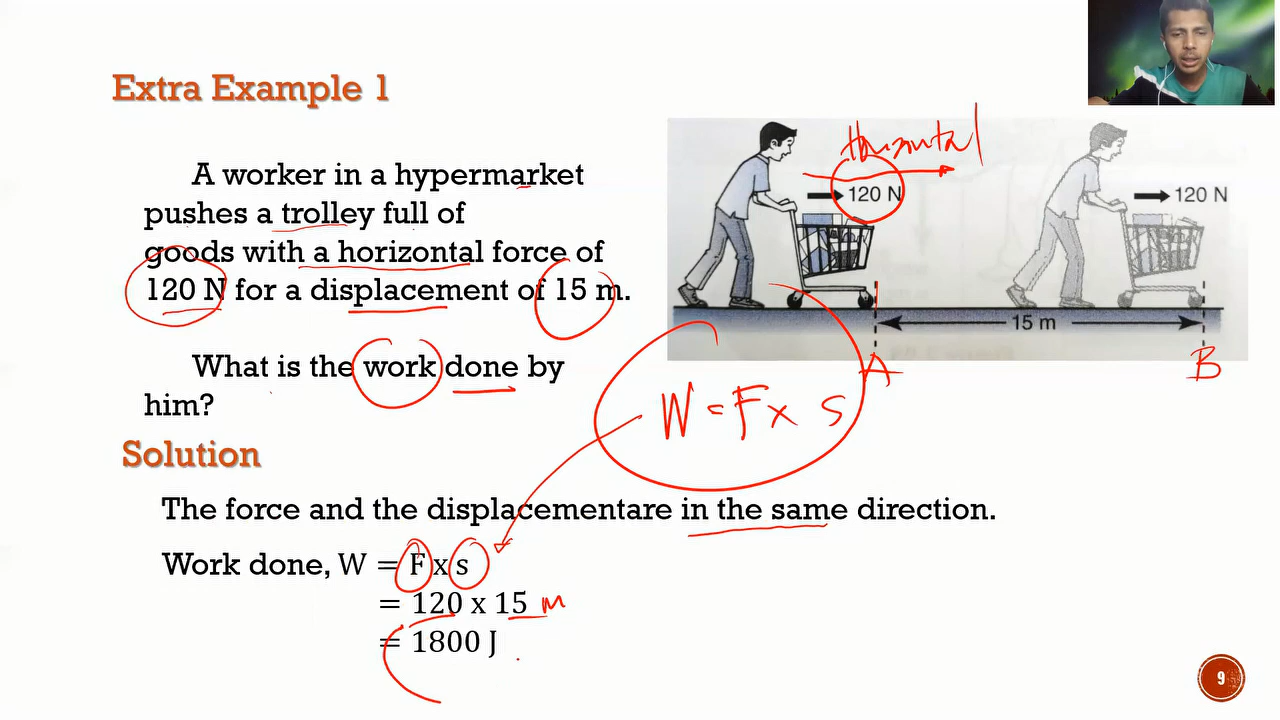 Extra Example 1
A worker in a hypermarket
pushes a trolley full of
goods with a horizontal force of
120 N for a displacement of 15 m.
What is the work done by
him?
Horizontal
120 N
120 N
15 m
A
B
W = F x s
Solution
The force and the displacementare in the same direction.
Work done, W = F x s
= 120 x 15 m
= 1800 J
9